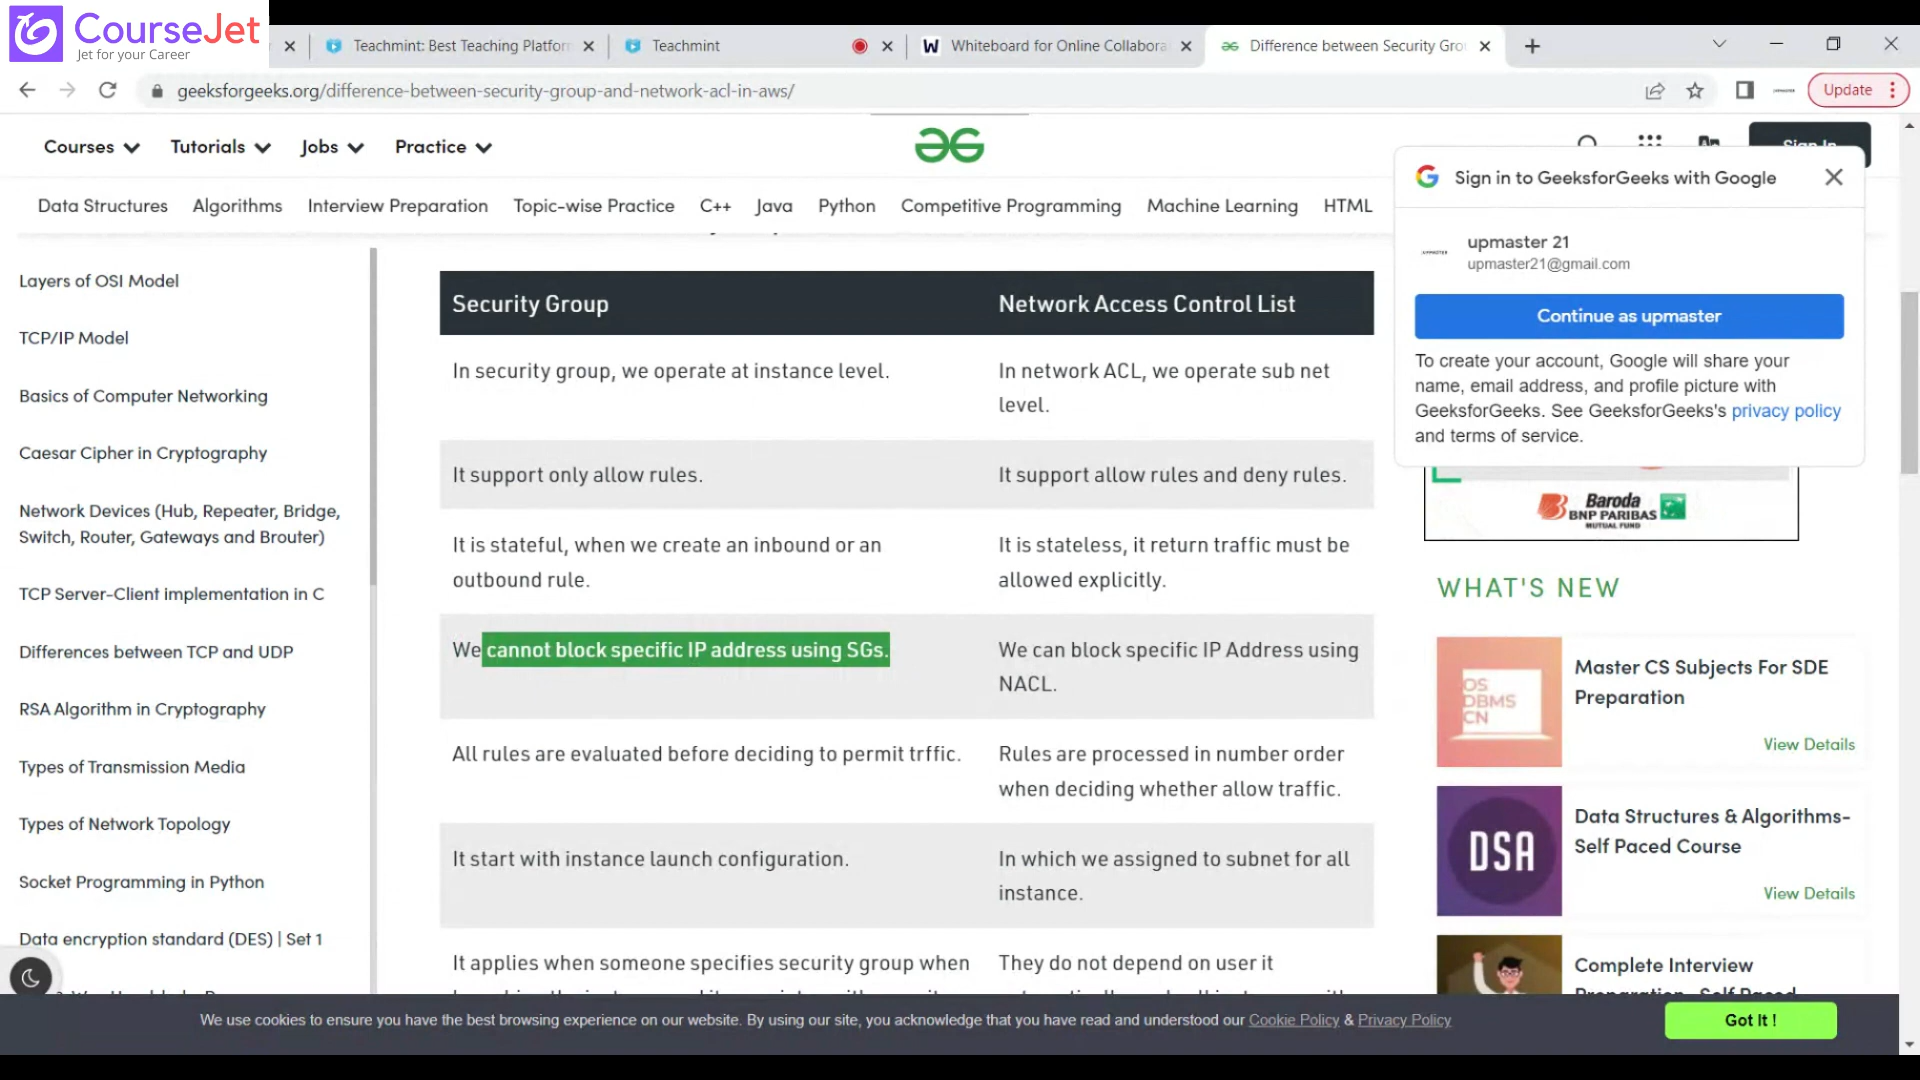 CourseJet
Jet for your Career
Teachmint: Best Teaching Platfor
Teachmint
W Whiteboard for Online Collabora
Difference between Security Gro
geeksforgeeks.org/difference-between-security-group-and-network-acl-in-aws/
Update
Courses
Tutorials
Jobs
Practice
Sign In
Data Structures
Algorithms
Interview Preparation
Topic-wise Practice
C++
Java
Python
Competitive Programming
Machine Learning
HTML
Sign in to GeeksforGeeks with Google
upmaster 21
upmaster21@gmail.com
Continue as upmaster
To create your account, Google will share your
name, email address, and profile picture with
GeeksforGeeks. See GeeksforGeeks's privacy policy
and terms of service.
Layers of OSI Model
TCP/IP Model
Basics of Computer Networking
Caesar Cipher in Cryptography
Network Devices (Hub, Repeater, Bridge,
Switch, Router, Gateways and Brouter)
TCP Server-Client implementation in C
Differences between TCP and UDP
RSA Algorithm in Cryptography
Types of Transmission Media
Types of Network Topology
Socket Programming in Python
Data encryption standard (DES) | Set 1
Security Group
Network Access Control List
In security group, we operate at instance level.
In network ACL, we operate sub net
level.
It support only allow rules.
It support allow rules and deny rules.
It is stateful, when we create an inbound or an
outbound rule.
It is stateless, it return traffic must be
allowed explicitly.
We cannot block specific IP address using SGs.
We can block specific IP Address using
NACL.
All rules are evaluated before deciding to permit trffic.
Rules are processed in number order
when deciding whether allow traffic.
It start with instance launch configuration.
In which we assigned to subnet for all
instance.
It applies when someone specifies security group when
They do not depend on user it
Baroda
BNP PARIBAS
MUTUAL FUND
WHAT'S NEW
OS
DBMS
CN
Master CS Subjects For SDE
Preparation
View Details
DSA
Data Structures & Algorithms-
Self Paced Course
View Details
Complete Interview
Preparation - Self Paced
We use cookies to ensure you have the best browsing experience on our website. By using our site, you acknowledge that you have read and understood our Cookie Policy & Privacy Policy
Got It !